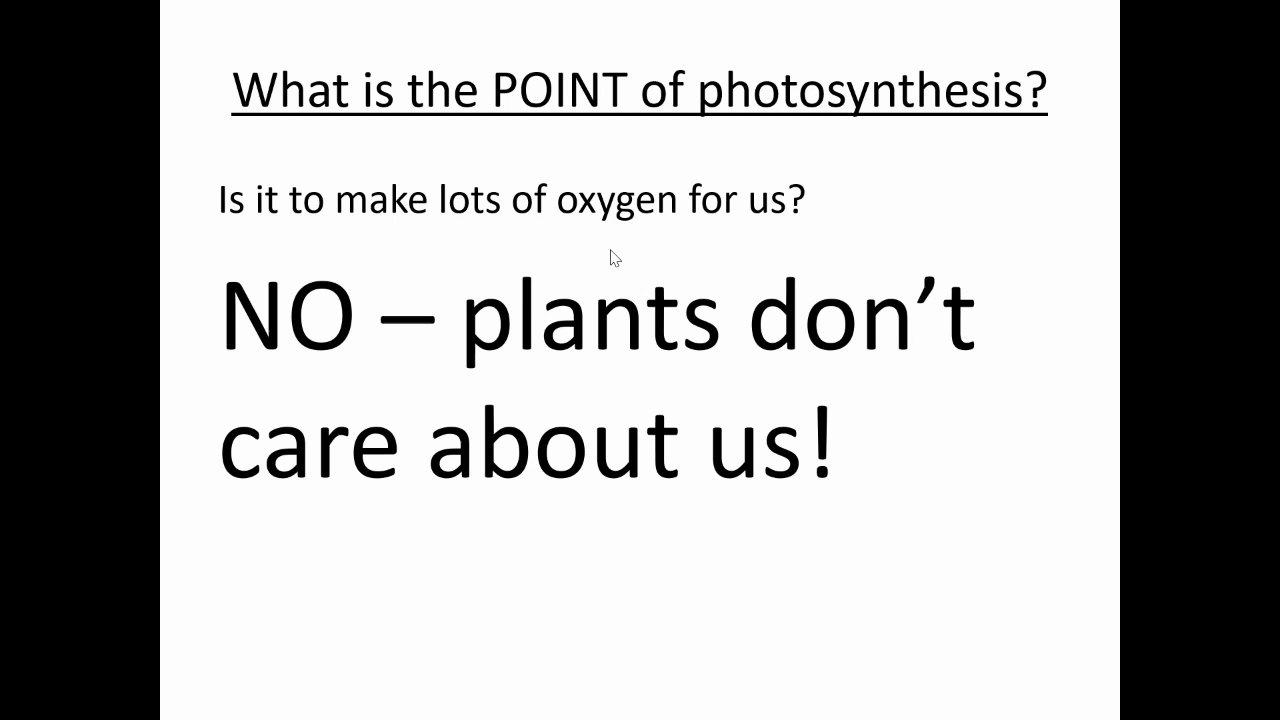 What is the POINT of photosynthesis?
Is it to make lots of oxygen for us?
NO – plants don’t
care about us!